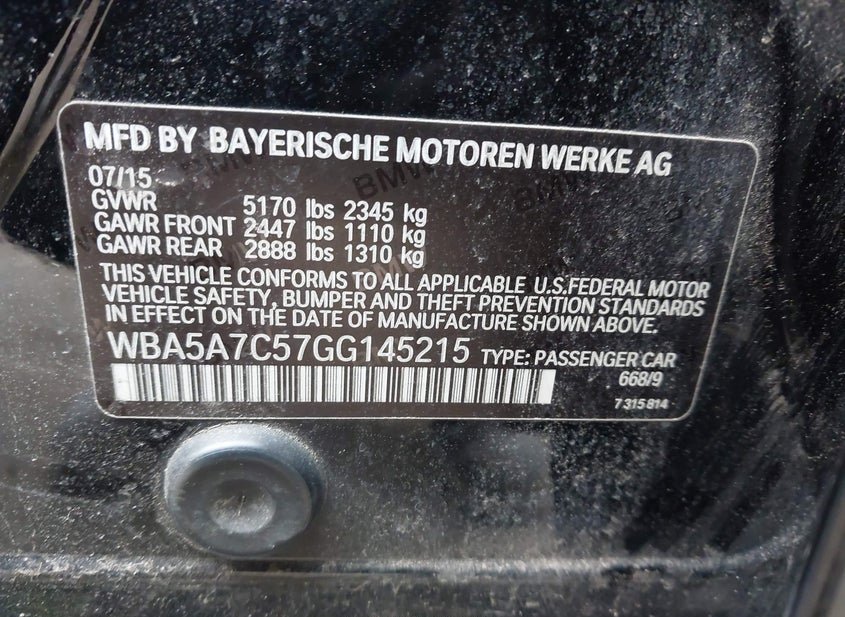 MFD BY BAYERISCHE MOTOREN WERKE AG
07/15
GVWR 5170 lbs 2345 kg
GAWR FRONT 2447 lbs 1110 kg
GAWR REAR 2888 lbs 1310 kg
THIS VEHICLE CONFORMS TO ALL APPLICABLE U.S.FEDERAL MOTOR
VEHICLE SAFETY, BUMPER AND THEFT PREVENTION STANDARDS
IN EFFECT ON THE DATE OF MANUFACTURE SHOWN ABOVE.
WBA5A7C57GG145215 TYPE: PASSENGER CAR
668/9
7 315 814